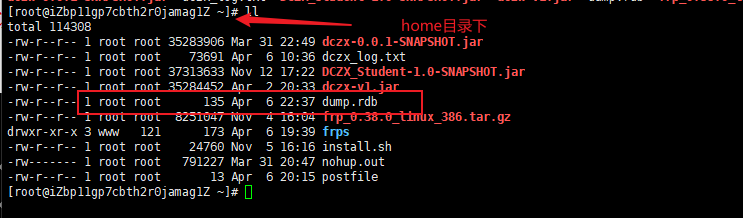 [root@iZbp11gp7cbth2r0jamag1Z ~]# ll
home目录下
total 114308
-rw-r--r-- 1 root root 35283906 Mar 31 22:49 dczx-0.0.1-SNAPSHOT.jar
-rw-r--r-- 1 root root    73691 Apr  6 10:36 dczx_log.txt
-rw-r--r-- 1 root root 37313633 Nov 12 17:22 DCZX_Student-1.0-SNAPSHOT.jar
-rw-r--r-- 1 root root 35284452 Apr  2 20:33 dczx-v1.jar
-rw-r--r-- 1 root root      135 Apr  6 22:37 dump.rdb
-rw-r--r-- 1 root root  8251047 Nov  4 16:04 frp_0.38.0_linux_386.tar.gz
drwxr-xr-x 3 www   121      173 Apr  6 19:39 frps
-rw-r--r-- 1 root root    24760 Nov  5 16:16 install.sh
-rw------- 1 root root   791227 Mar 31 20:47 nohup.out
-rw-r--r-- 1 root root       13 Apr  6 20:15 postfile
[root@iZbp11gp7cbth2r0jamag1Z ~]#